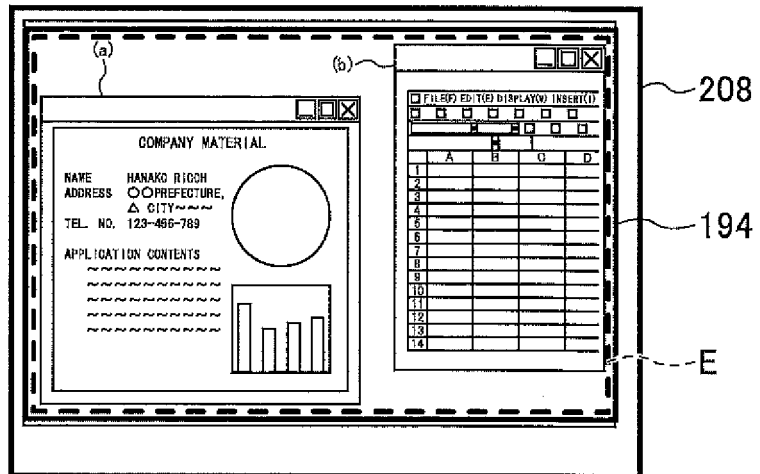 (a)
(b)
208
FILE(F) EDIT(E) DISPLAY(W) INSERT(I)
COMPANY MATERIAL
NAME HANAKO RICOH
ADDRESS ○○PREFECTURE,
△ CITY~~~
TEL. NO. 123-456-789
APPLICATION CONTENTS
A B C D
1
2
3
4
5
6
7
8
9
10
11
12
13
14
194
E